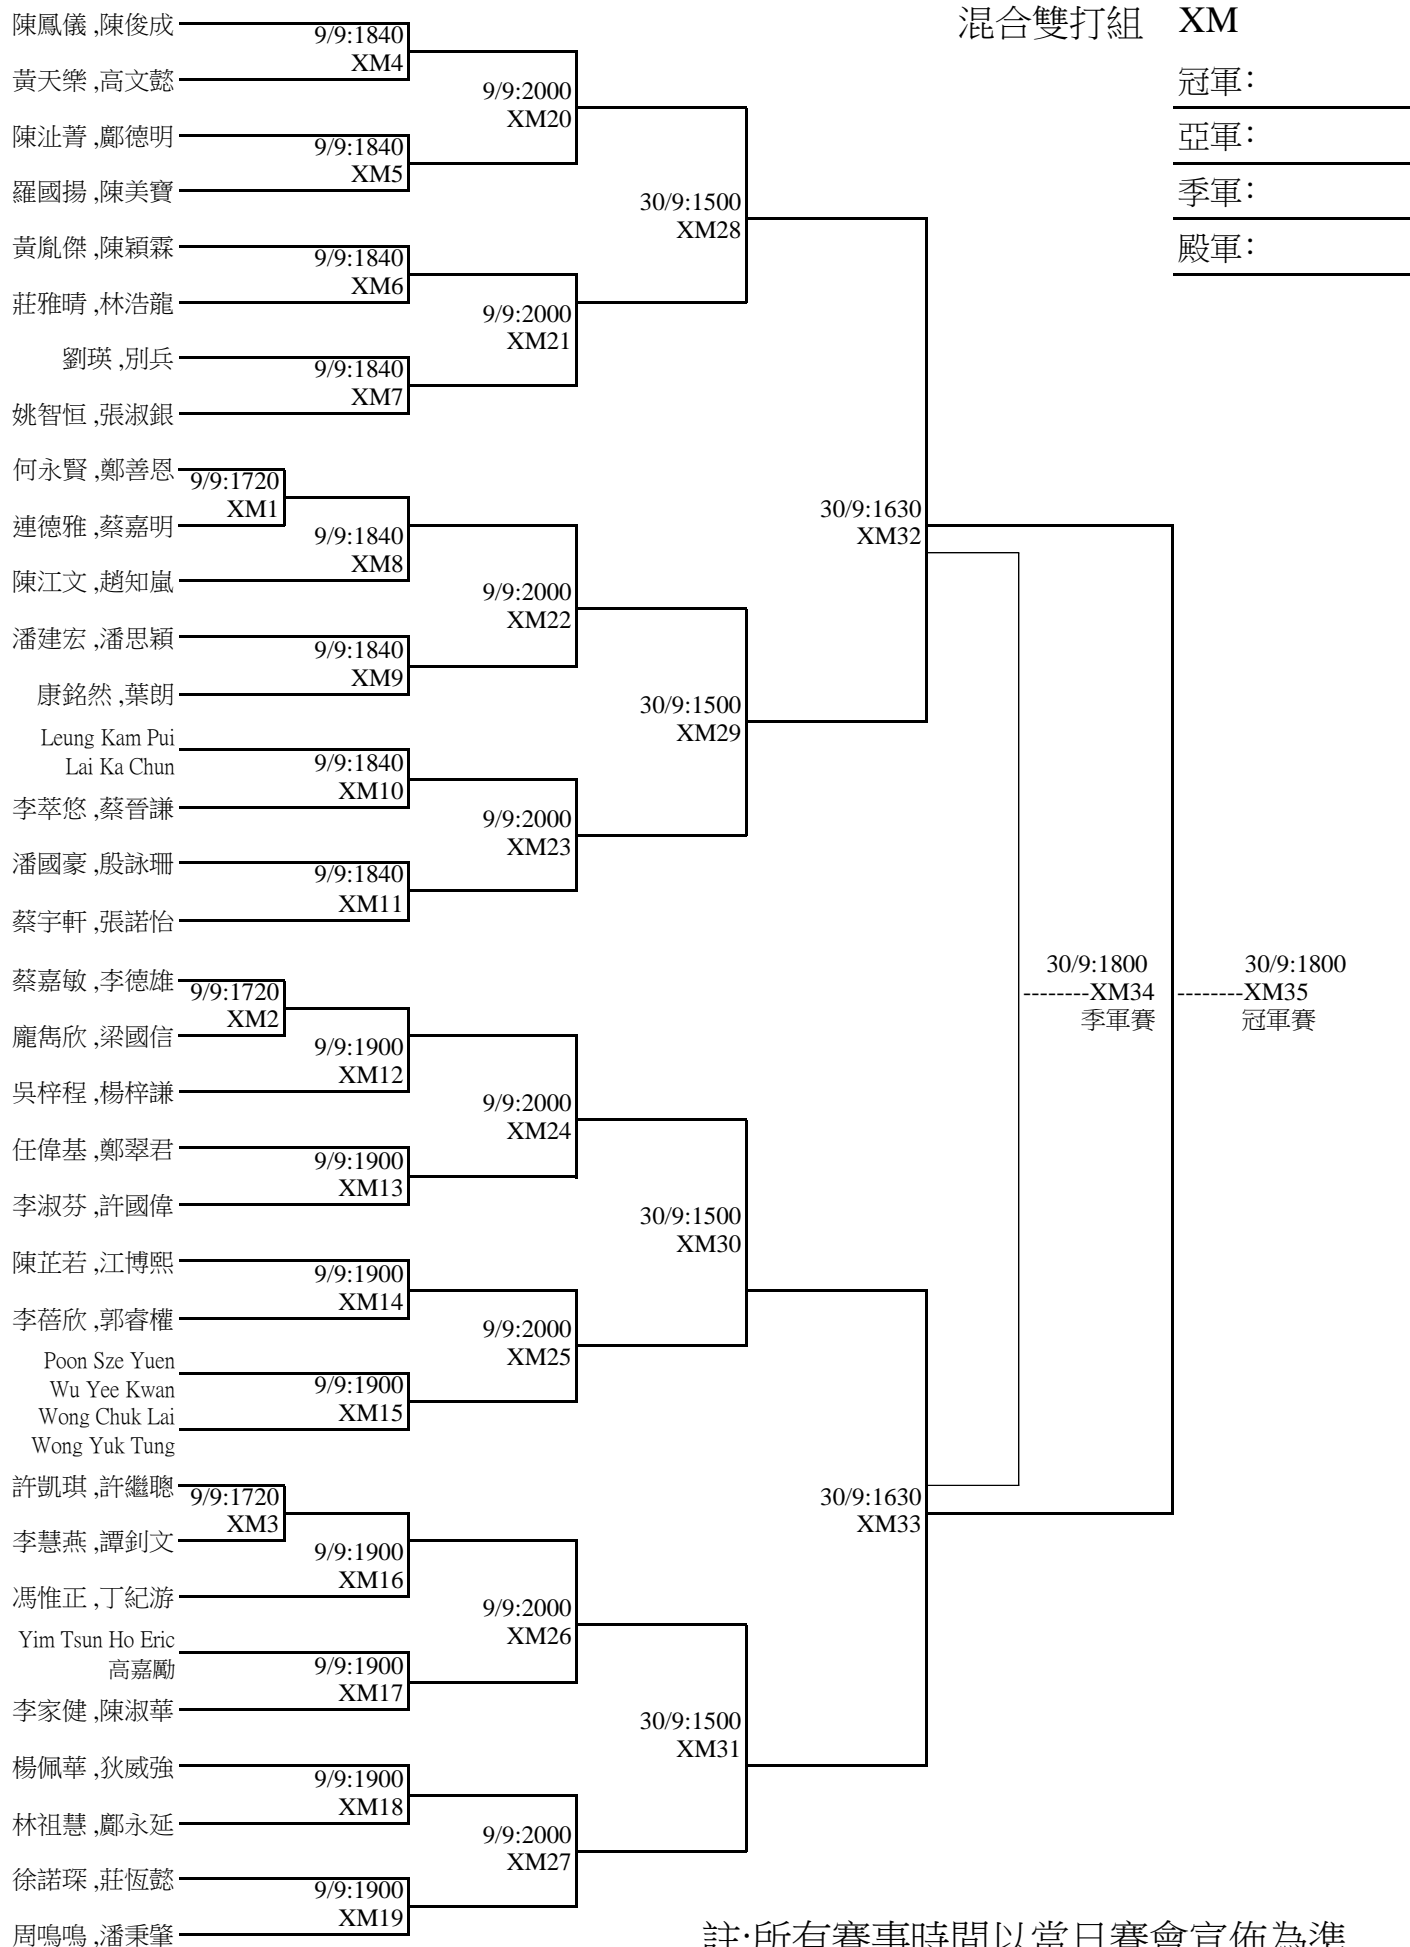 混合雙打組 XM
冠軍：
亞軍：
季軍：
殿軍：
陳鳳儀 ,陳俊成
9/9:1840
XM4
黃天樂 ,高文懿
9/9:2000
XM20
陳沚菁 ,鄺德明
9/9:1840
XM5
羅國揚 ,陳美寶
30/9:1500
XM28
黃胤傑 ,陳穎霖
9/9:1840
XM6
莊雅晴 ,林浩龍
9/9:2000
XM21
劉瑛 ,別兵
9/9:1840
XM7
姚智恒 ,張淑銀
何永賢 ,鄭善恩
9/9:1720
XM1
連德雅 ,蔡嘉明
9/9:1840
XM8
陳江文 ,趙知嵐
30/9:1630
XM32
9/9:2000
XM22
潘建宏 ,潘思穎
9/9:1840
XM9
康銘然 ,葉朗
30/9:1500
XM29
Leung Kam Pui
Lai Ka Chun
9/9:1840
XM10
李萃悠 ,蔡晉謙
9/9:2000
XM23
潘國豪 ,殷詠珊
9/9:1840
XM11
蔡宇軒 ,張諾怡
30/9:1800
--------XM34
季軍賽
30/9:1800
--------XM35
冠軍賽
蔡嘉敏 ,李德雄
9/9:1720
XM2
龐雋欣 ,梁國信
9/9:1900
XM12
吳梓程 ,楊梓謙
9/9:2000
XM24
任偉基 ,鄭翠君
9/9:1900
XM13
李淑芬 ,許國偉
30/9:1500
XM30
陳芷若 ,江博熙
9/9:1900
XM14
李蓓欣 ,郭睿權
9/9:2000
XM25
Poon Sze Yuen
Wu Yee Kwan
9/9:1900
XM15
Wong Chuk Lai
Wong Yuk Tung
許凱琪 ,許繼聰
9/9:1720
XM3
李慧燕 ,譚釗文
30/9:1630
XM33
9/9:1900
XM16
馮惟正 ,丁紀游
9/9:2000
XM26
Yim Tsun Ho Eric
高嘉勵
9/9:1900
XM17
李家健 ,陳淑華
30/9:1500
XM31
楊佩華 ,狄威強
9/9:1900
XM18
林祖慧 ,鄺永延
9/9:2000
XM27
徐諾琛 ,莊恆懿
9/9:1900
XM19
周鳴鳴 ,潘秉肇
註:所有賽事時間以當日賽會宣佈為準